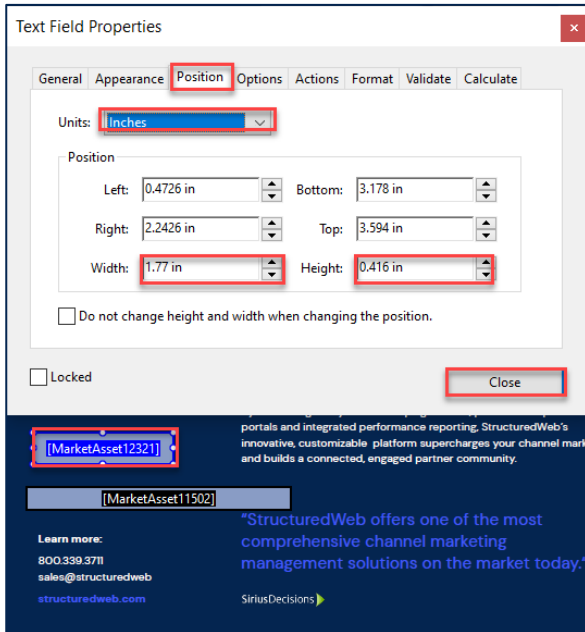 Text Field Properties
General Appearance Position Options Actions Format Validate Calculate
Units: Inches
Position
Left: 0.4726 in Bottom: 3.178 in
Right: 2.2426 in Top: 3.594 in
Width: 1.77 in Height: 0.416 in
Do not change height and width when changing the position.
Locked
Close
portals and integrated performance reporting, StructuredWeb's
innovative, customizable platform supercharges your channel mark
and builds a connected, engaged partner community.
[MarketAsset12321]
[MarketAsset11502]
"StructuredWeb offers one of the most
comprehensive channel marketing
management solutions on the market today."
Learn more:
800.339.3711
sales@structuredweb
structuredweb.com
SiriusDecisions